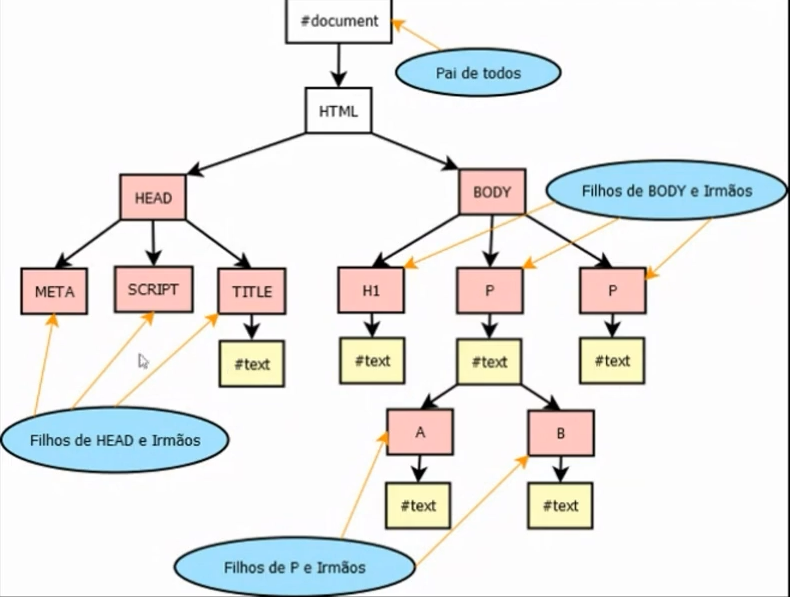 #document
Pai de todos
HTML
HEAD
BODY
Filhos de BODY e Irmãos
META
SCRIPT
TITLE
H1
P
P
#text
#text
#text
#text
Filhos de HEAD e Irmãos
A
B
#text
#text
Filhos de P e Irmãos